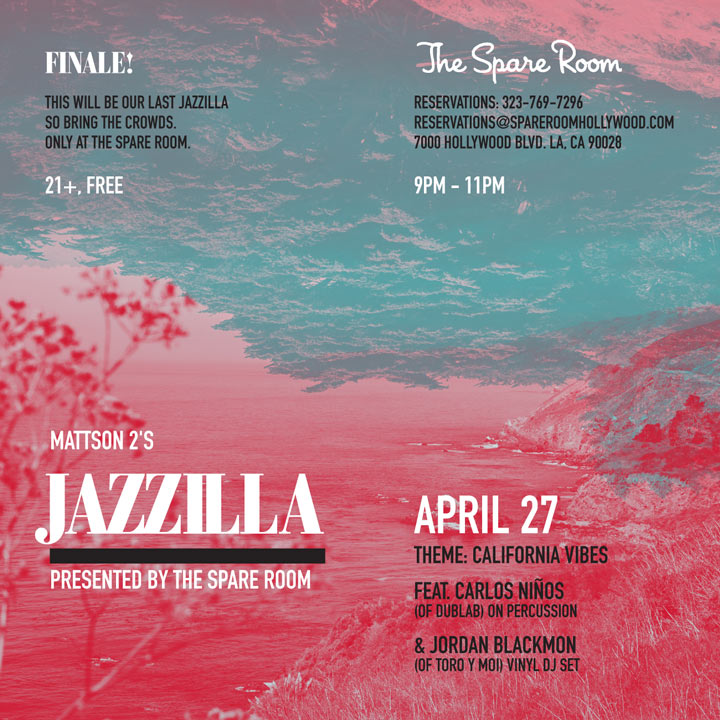 FINALE!
THIS WILL BE OUR LAST JAZZILLA
SO BRING THE CROWDS.
ONLY AT THE SPARE ROOM.
21+, FREE
The Spare Room
RESERVATIONS: 323-769-7296
RESERVATIONS@SPAREROOMHOLLYWOOD.COM
7000 HOLLYWOOD BLVD. LA, CA 90028
9PM - 11PM
MATTSON 2'S
JAZZILLA
PRESENTED BY THE SPARE ROOM
APRIL 27
THEME: CALIFORNIA VIBES
FEAT. CARLOS NIÑOS
(OF DUBLAB) ON PERCUSSION
& JORDAN BLACKMON
(OF TORO Y MOI) VINYL DJ SET